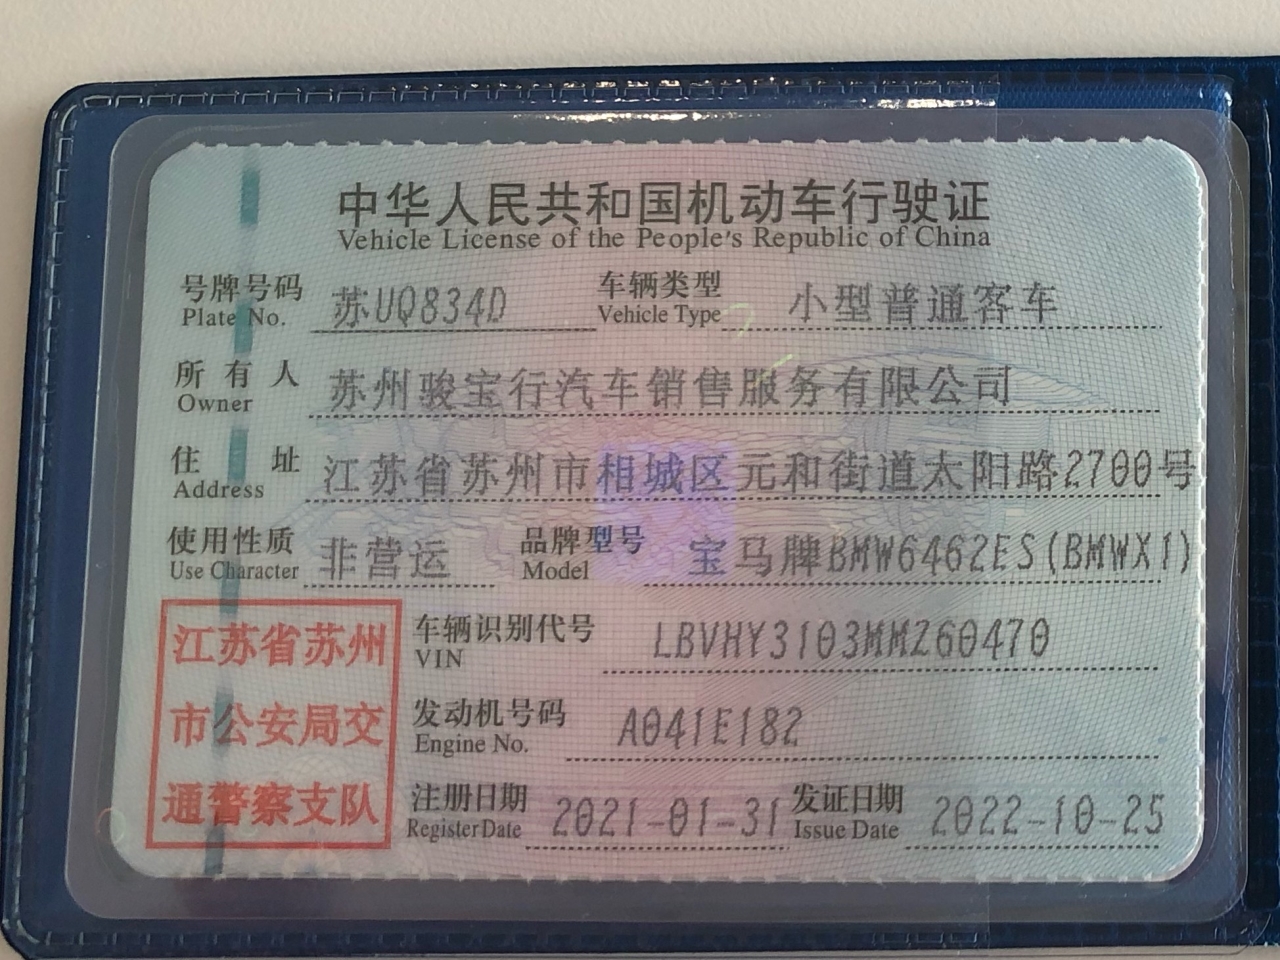 中华人民共和国机动车行驶证
Vehicle License of the People's Republic of China
号牌号码 苏UQ834D 车辆类型 小型普通客车
Plate No. Vehicle Type
所有人 苏州骏宝行汽车销售服务有限公司
Owner
住址 江苏省苏州市相城区元和街道太阳路2700号
Address
使用性质 非营运 品牌型号 宝马牌BMW6462ES(BMWX1)
Use Character Model
江苏省苏州
市公安局交
通警察支队
车辆识别代号 LBVHY3103MMZ60470
VIN
发动机号码 A041E182
Engine No.
注册日期 2021-01-31 发证日期 2022-10-25
Register Date Issue Date